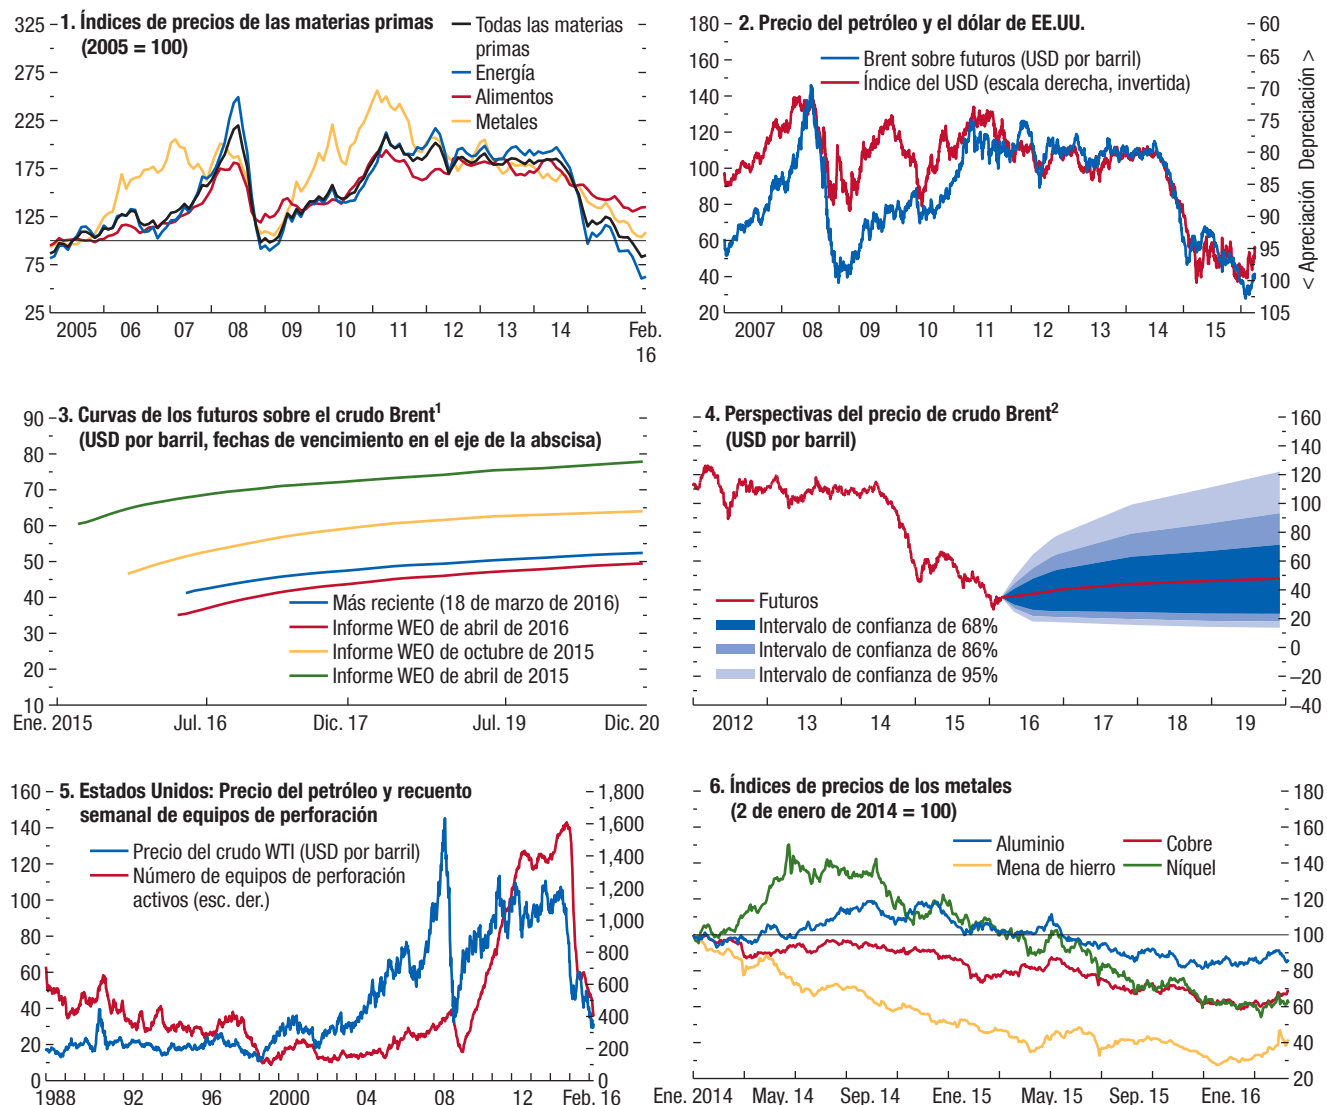 1. Índices de precios de las materias primas
(2005 = 100)
Todas las materias
primas
Energía
Alimentos
Metales
325
275
225
175
125
75
25
2005 06 07 08 09 10 11 12 13 14 Feb.
16
2. Precio del petróleo y el dólar de EE.UU.
Brent sobre futuros (USD por barril)
Índice del USD (escala derecha, invertida)
180
160
140
120
100
80
60
40
20
60
65
70
75
80
85
90
95
100
105
< Apreciación Depreciación >
2007 08 09 10 11 12 13 14 15
3. Curvas de los futuros sobre el crudo Brent1
(USD por barril, fechas de vencimiento en el eje de la abscisa)
90
80
70
60
50
40
30
20
10
Más reciente (18 de marzo de 2016)
Informe WEO de abril de 2016
Informe WEO de octubre de 2015
Informe WEO de abril de 2015
Ene. 2015 Jul. 16 Dic. 17 Jul. 19 Dic. 20
4. Perspectivas del precio de crudo Brent2
(USD por barril)
160
140
120
100
80
60
40
20
0
–20
–40
Futuros
Intervalo de confianza de 68%
Intervalo de confianza de 86%
Intervalo de confianza de 95%
2012 13 14 15 16 17 18 19
5. Estados Unidos: Precio del petróleo y recuento
semanal de equipos de perforación
Precio del crudo WTI (USD por barril)
Número de equipos de perforación
activos (esc. der.)
160
140
120
100
80
60
40
20
0
1,800
1,600
1,400
1,200
1,000
800
600
400
200
0
1988 92 96 2000 04 08 12 Feb. 16
6. Índices de precios de los metales
(2 de enero de 2014 = 100)
Aluminio
Cobre
Mena de hierro
Níquel
180
160
140
120
100
80
60
40
20
Ene. 2014 May. 14 Sep. 14 Ene. 15 May. 15 Sep. 15 Ene. 16